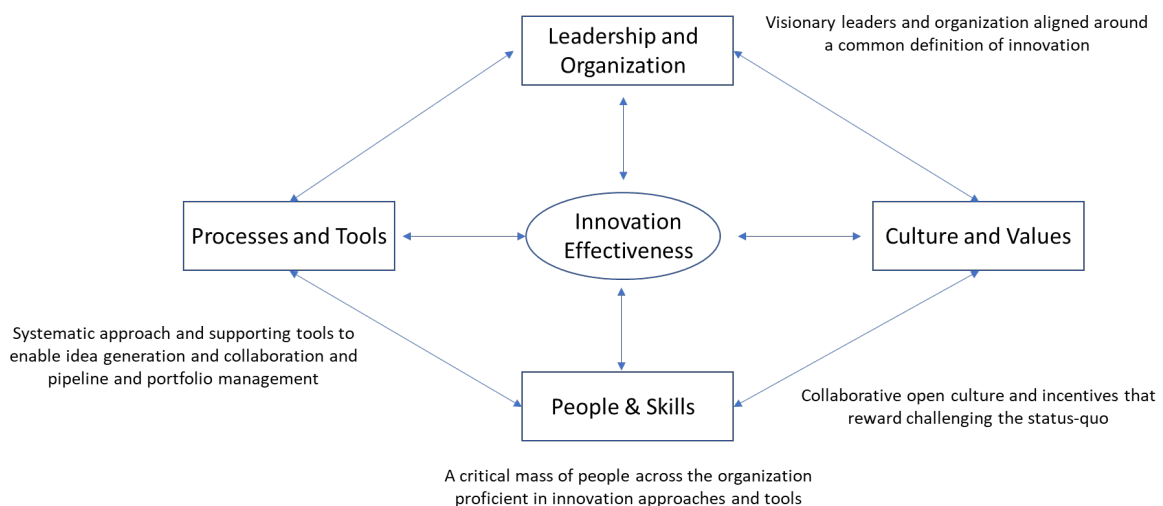 Leadership and
Organization
Visionary leaders and organization aligned around
a common definition of innovation
Processes and Tools
Innovation
Effectiveness
Culture and Values
Systematic approach and supporting tools to
enable idea generation and collaboration and
pipeline and portfolio management
People & Skills
Collaborative open culture and incentives that
reward challenging the status-quo
A critical mass of people across the organization
proficient in innovation approaches and tools